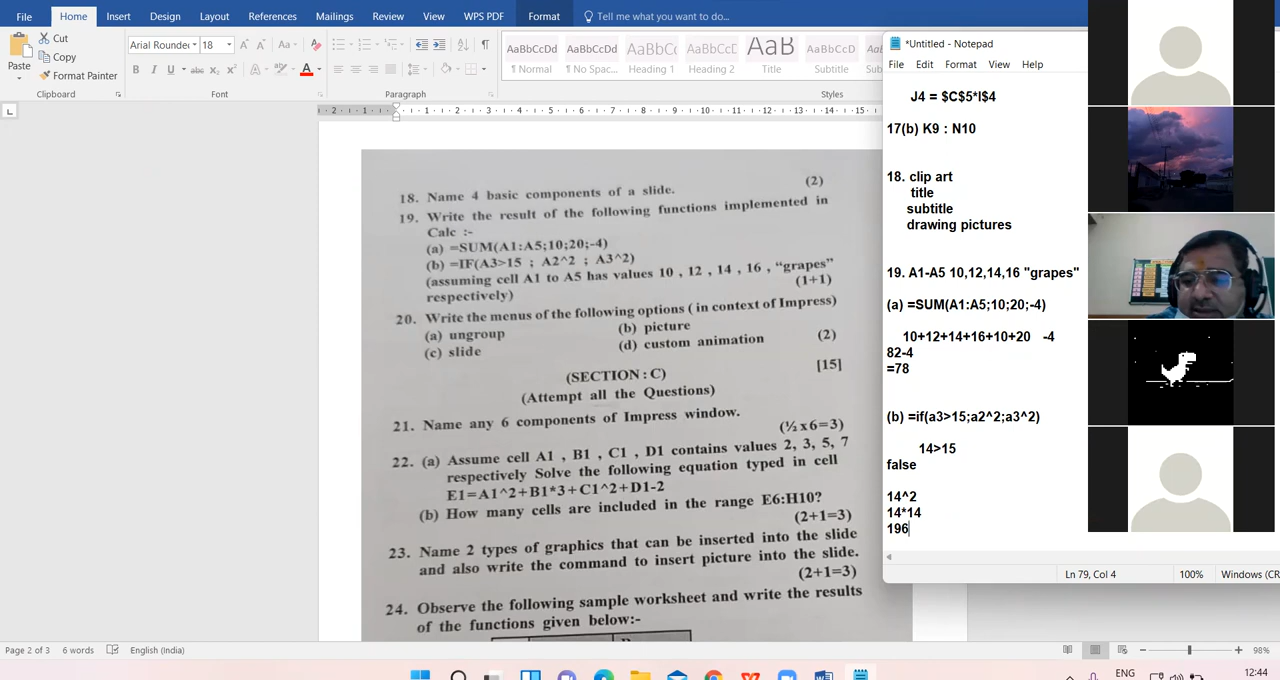 File Home Insert Design Layout References Mailings Review View WPS PDF Format Tell me what you want to do...
Paste
Cut
Copy
Format Painter
Clipboard
Arial Rounde 18
Font
Paragraph
AaBbCcDd AaBbCcDd AaBbC AaBbCcC AaB AaBbCcD
¶ Normal ¶ No Spac... Heading 1 Heading 2 Title Subtitle
Styles
18. Name 4 basic components of a slide. (2)
19. Write the result of the following functions implemented in
Calc :-
(a) =SUM(A1:A5;10;20;-4)
(b) =IF(A3>15 ; A2^2 ; A3^2)
(assuming cell A1 to A5 has values 10 , 12 , 14 , 16 , “grapes”
respectively) (1+1)
20. Write the menus of the following options ( in context of Impress)
(a) ungroup (b) picture
(c) slide (d) custom animation (2)
[15]
(SECTION : C)
(Attempt all the Questions)
21. Name any 6 components of Impress window.
(½x6=3)
22. (a) Assume cell A1 , B1 , C1 , D1 contains values 2, 3, 5, 7
respectively Solve the following equation typed in cell
E1=A1^2+B1*3+C1^2+D1-2
(b) How many cells are included in the range E6:H10?
(2+1=3)
23. Name 2 types of graphics that can be inserted into the slide
and also write the command to insert picture into the slide.
(2+1=3)
24. Observe the following sample worksheet and write the results
of the functions given below:-
*Untitled - Notepad
File Edit Format View Help
J4 = $C$5*I$4
17(b) K9 : N10
18. clip art
title
subtitle
drawing pictures
19. A1-A5 10,12,14,16 "grapes"
(a) =SUM(A1:A5;10;20;-4)
10+12+14+16+10+20 -4
82-4
=78
(b) =if(a3>15;a2^2;a3^2)
14>15
false
14^2
14*14
196
Ln 79, Col 4 100% Windows (CR
Page 2 of 3 6 words English (India) 98%
ENG 12:44